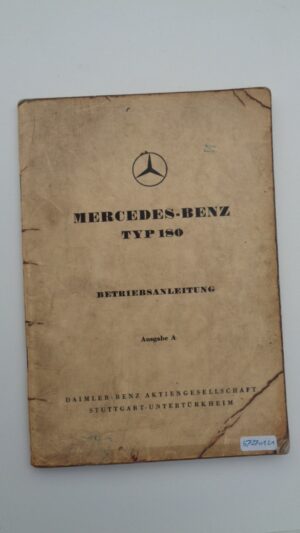 MERCEDES-BENZ
TYP 180
BETRIEBSANLEITUNG
Ausgabe A
DAIMLER-BENZ AKTIENGESELLSCHAFT
STUTTGART-UNTERTÜRKHEIM